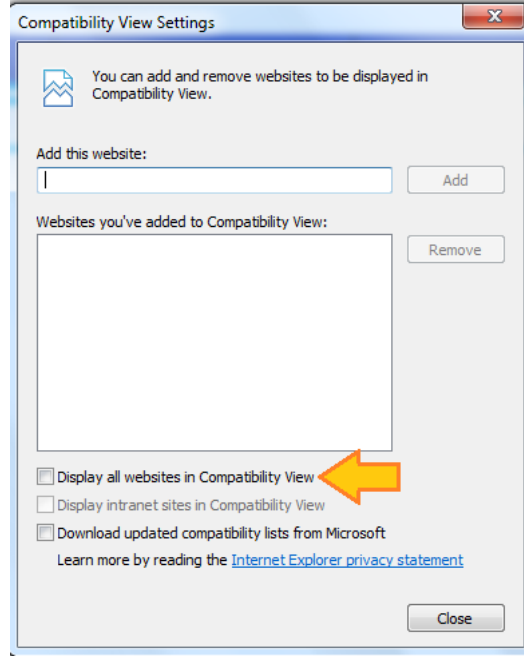 Compatibility View Settings
You can add and remove websites to be displayed in
Compatibility View.
Add this website:
Add
Websites you've added to Compatibility View:
Remove
Display all websites in Compatibility View
Display intranet sites in Compatibility View
Download updated compatibility lists from Microsoft
Learn more by reading the Internet Explorer privacy statement
Close